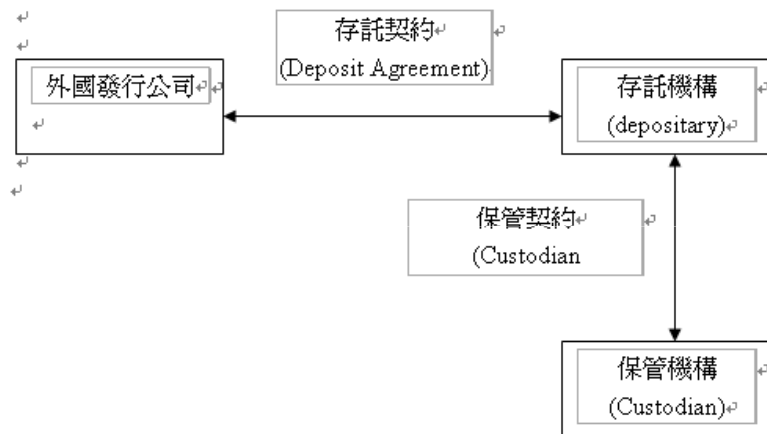 存託契約
(Deposit Agreement)
外國發行公司
存託機構
(depositary)
保管契約
(Custodian
保管機構
(Custodian)